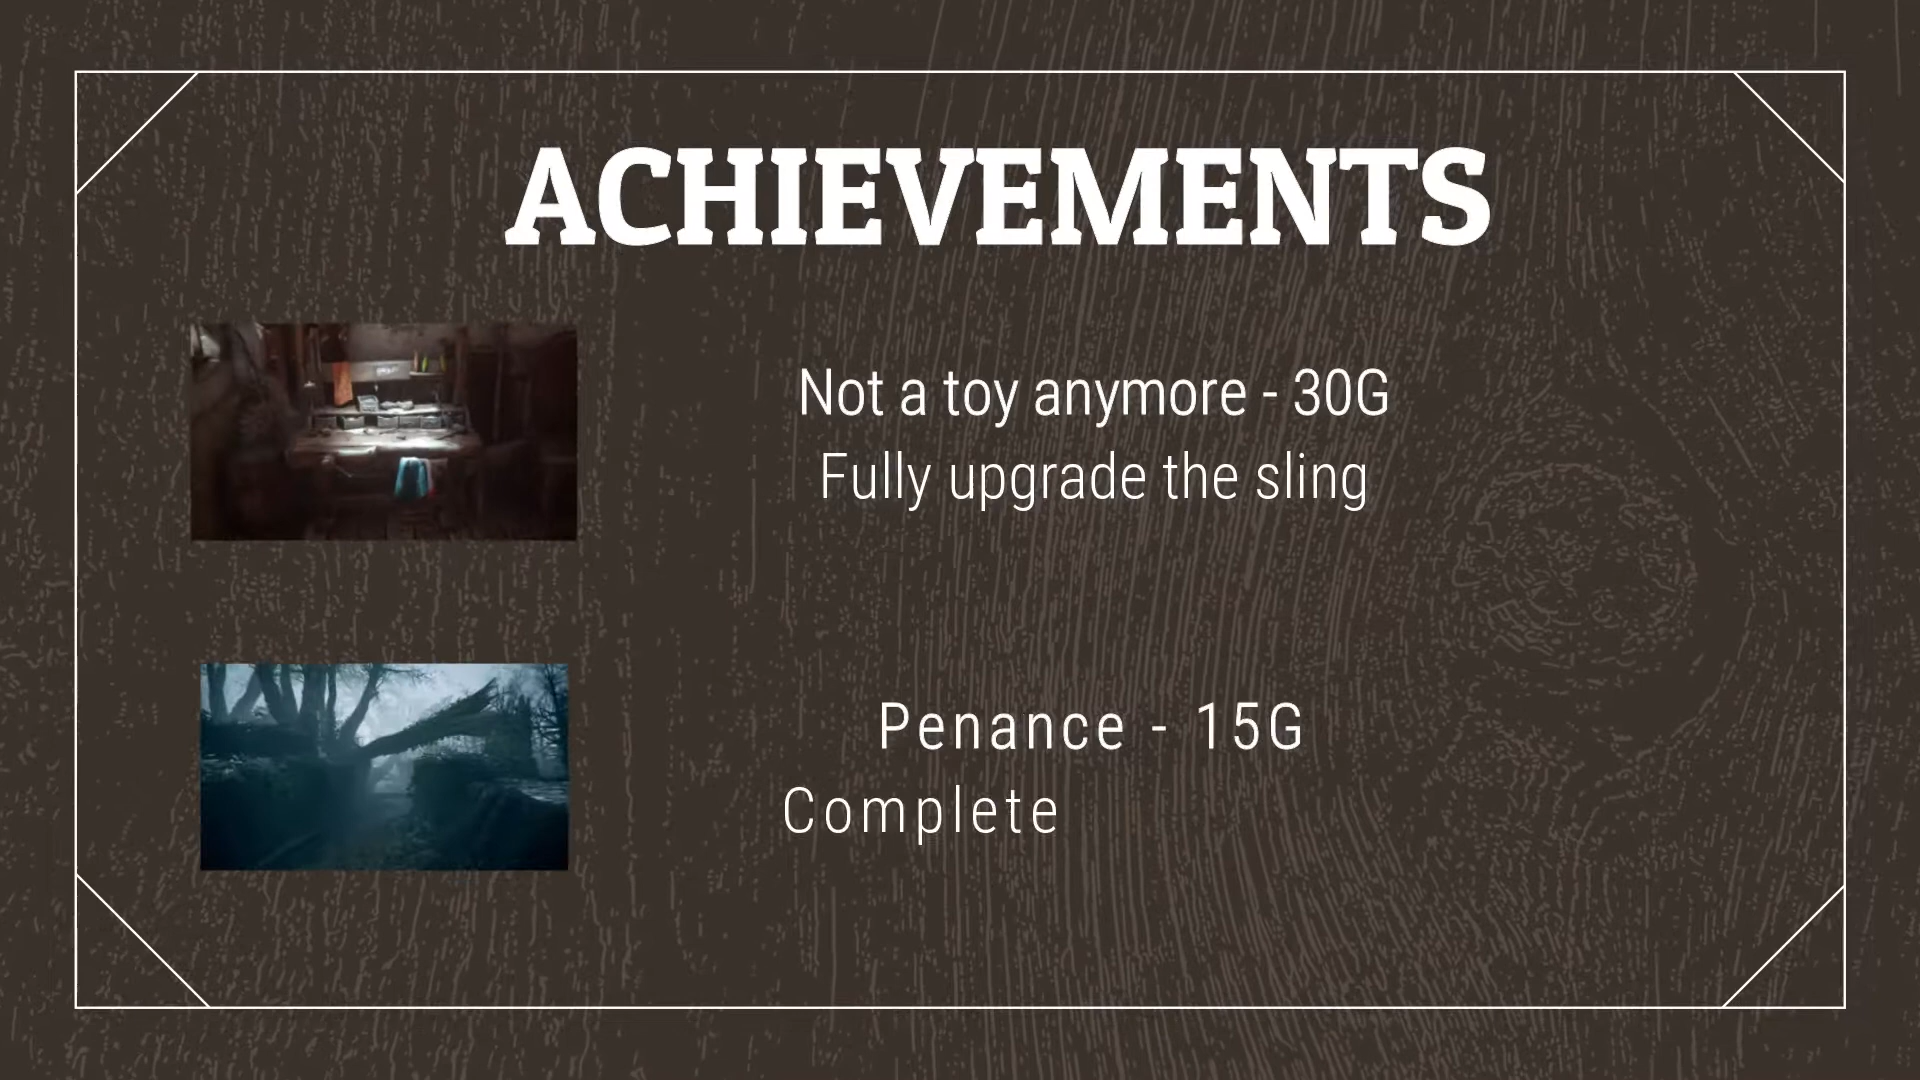 ACHIEVEMENTS
Not a toy anymore - 30G
Fully upgrade the sling
Penance - 15G
Complete